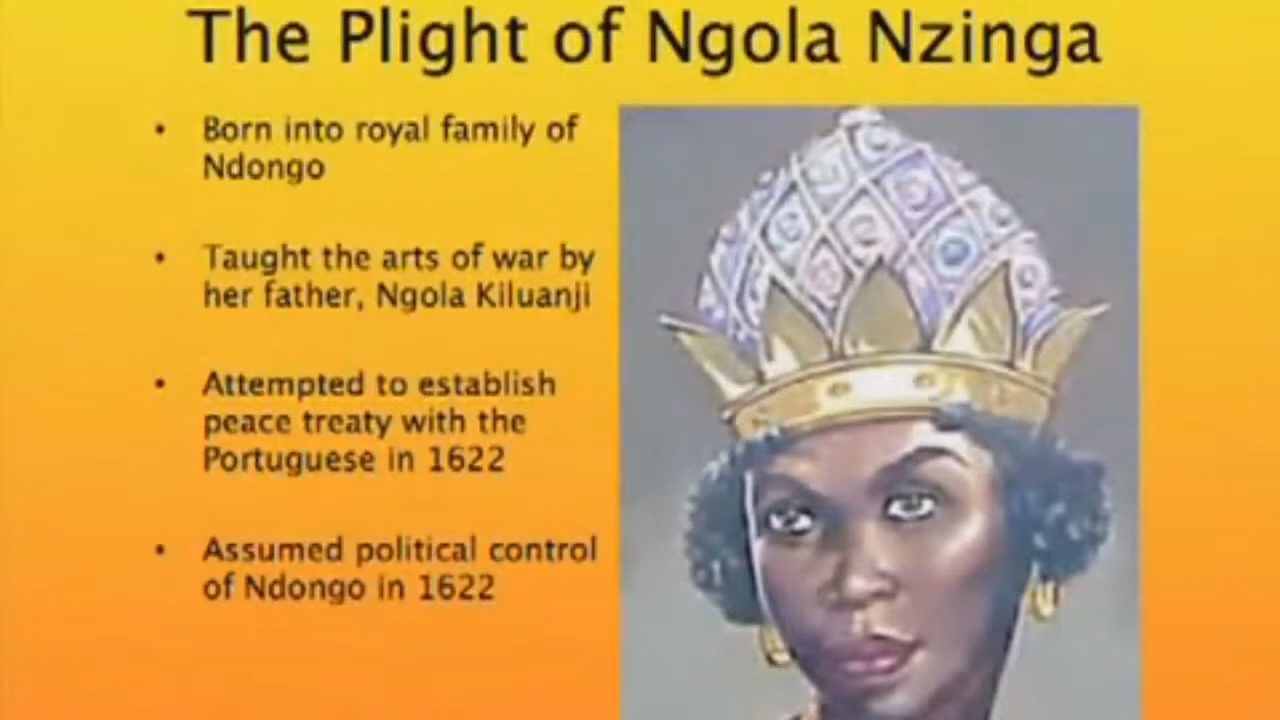 The Plight of Ngola Nzinga
• Born into royal family of
Ndongo
• Taught the arts of war by
her father, Ngola Kiluanji
• Attempted to establish
peace treaty with the
Portuguese in 1622
• Assumed political control
of Ndongo in 1622